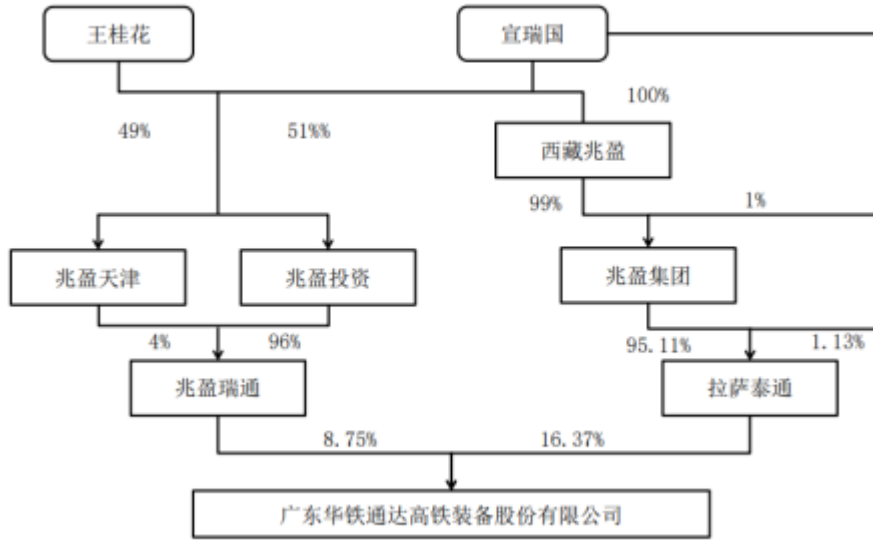 王桂花
宣瑞国
100%
49%
51%%
西藏兆盈
99%
1%
兆盈天津
兆盈投资
兆盈集团
4%
96%
95.11%
1.13%
兆盈瑞通
拉萨泰通
8.75%
16.37%
广东华铁通达高铁装备股份有限公司